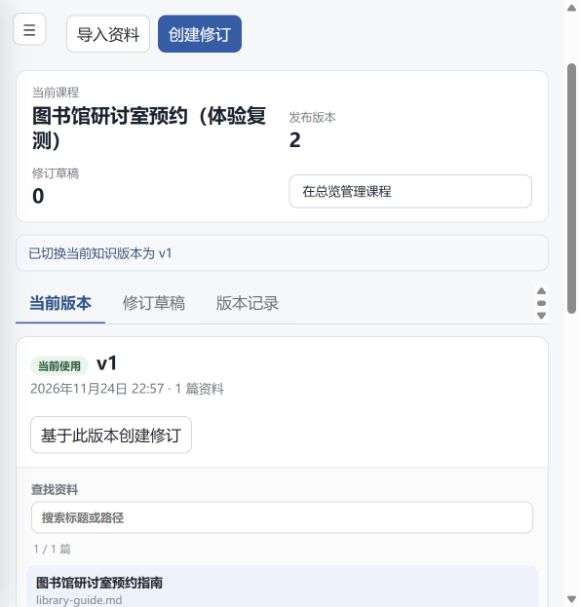 导入资料
创建修订
当前课程
图书馆研讨室预约（体验复
测）
发布版本
2
修订草稿
0
在总览管理课程
已切换当前知识版本为 v1
当前版本
修订草稿
版本记录
当前使用 v1
2026年11月24日 22:57 · 1 篇资料
基于此版本创建修订
查找资料
搜索标题或路径
1 / 1 篇
图书馆研讨室预约指南
library-guide.md